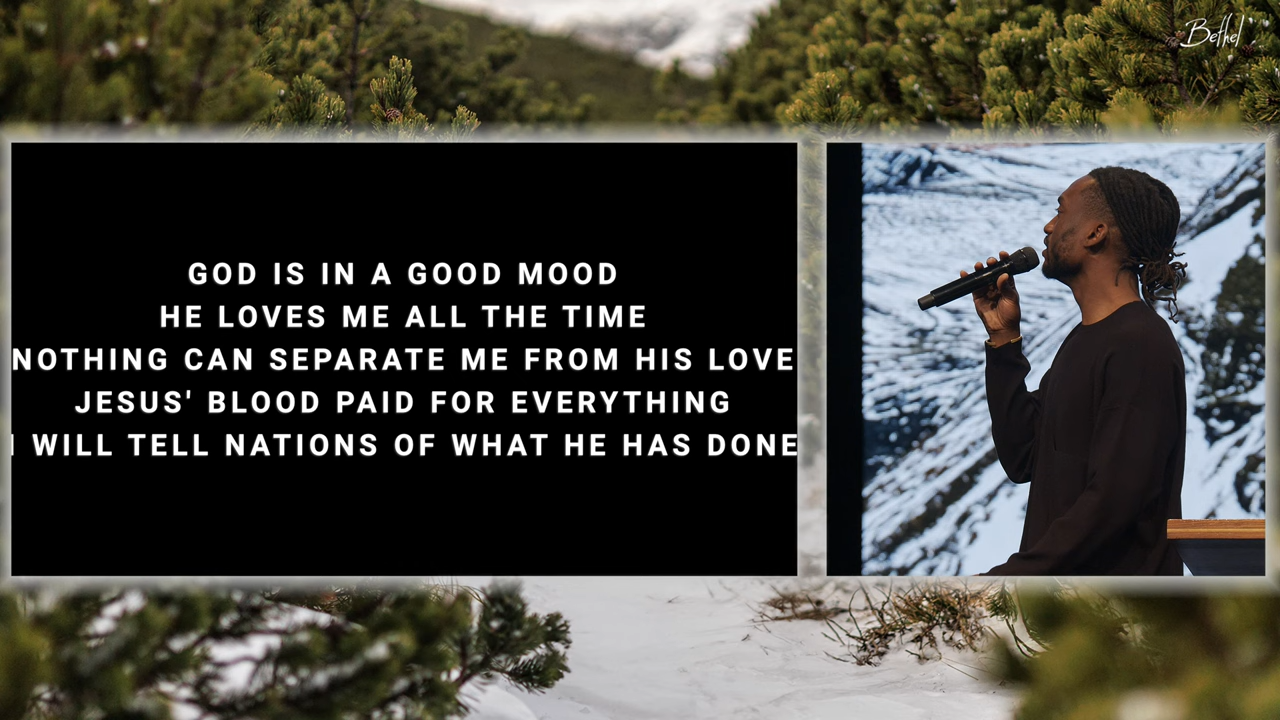 Bethel
GOD IS IN A GOOD MOOD
HE LOVES ME ALL THE TIME
NOTHING CAN SEPARATE ME FROM HIS LOVE
JESUS' BLOOD PAID FOR EVERYTHING
I WILL TELL NATIONS OF WHAT HE HAS DONE